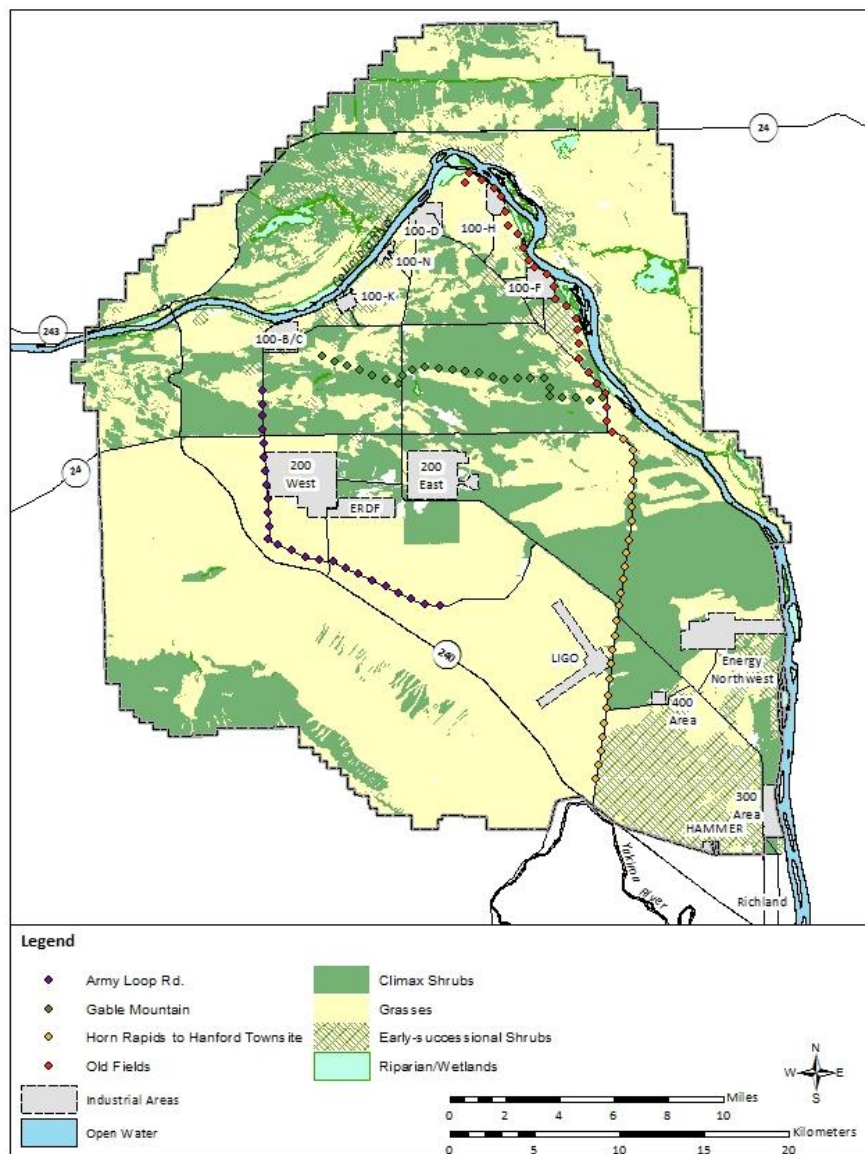 24
100-D
100-H
Columbia River
100-N
100-F
100-K
243
100-B/C
24
200
West
200
East
ERDF
240
LIGO
Energy
Northwest
400
Area
300
Area
HAMMER
Yakima
River
Richland
Legend
Army Loop Rd.
Gable Mountain
Horn Rapids to Hanford Townsite
Old Fields
Industrial Areas
Open Water
Climax Shrubs
Grasses
Early-successional Shrubs
Riparian/Wetlands
N
W E
S
Miles
0 2 4 6 8 10
Kilometers
0 5 10 15 20